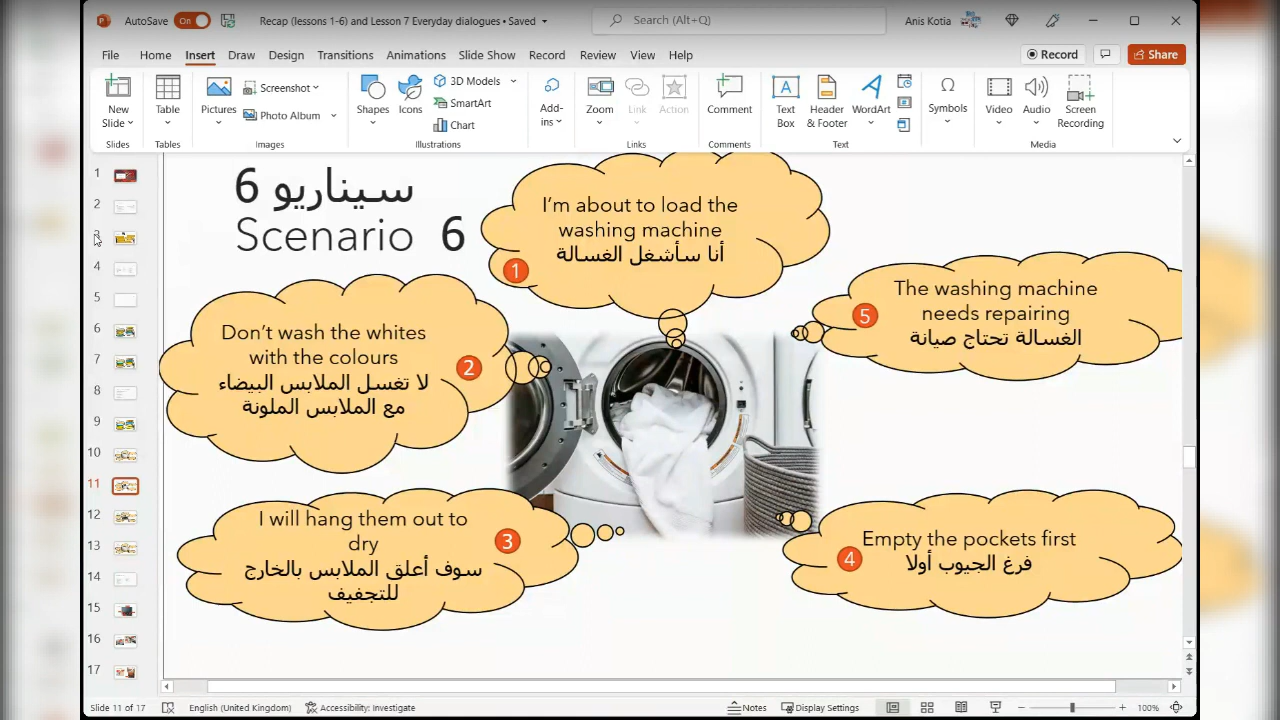 AutoSave On
Recap (lessons 1-6) and Lesson 7 Everyday dialogues • Saved
Search (Alt+Q)
Anis Kotia
File Home Insert Draw Design Transitions Animations Slide Show Record Review View Help
Record
Share
New Slide
Table
Pictures
Screenshot
Photo Album
Shapes
Icons
3D Models
SmartArt
Chart
Add-ins
Zoom
Link
Action
Comment
Text Box
Header & Footer
WordArt
Symbols
Video
Audio
Screen Recording
Slides
Tables
Images
Illustrations
Links
Comments
Text
Media
1
2
3
4
5
6
7
8
9
10
11
12
13
14
15
16
17
سيناريو 6
Scenario 6
I'm about to load the
washing machine
أنا سأشغل الغسالة
1
Don't wash the whites
with the colours
لا تغسل الملابس البيضاء
مع الملابس الملونة
2
I will hang them out to
dry
سوف أعلق الملابس بالخارج
للتجفيف
3
Empty the pockets first
فرغ الجيوب أولا
4
The washing machine
needs repairing
الغسالة تحتاج صيانة
5
Slide 11 of 17
English (United Kingdom)
Accessibility: Investigate
Notes
Display Settings
100%